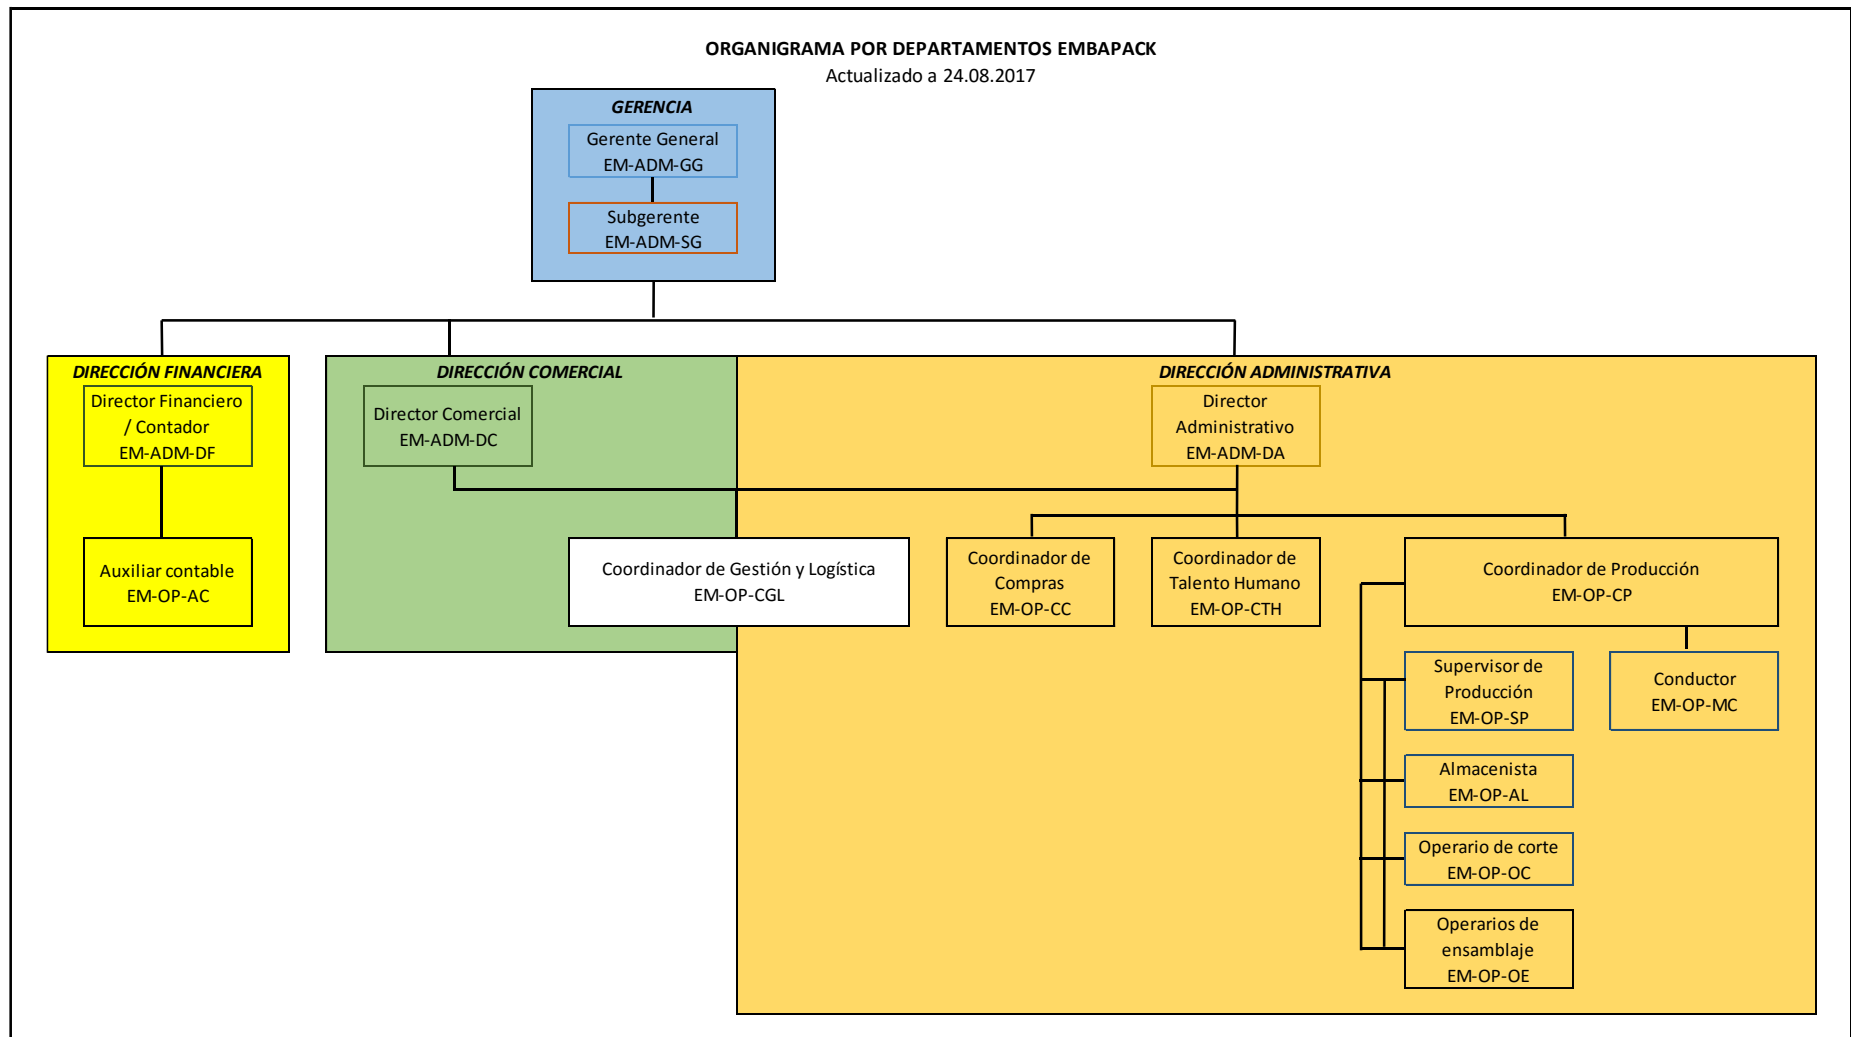 ORGANIGRAMA POR DEPARTAMENTOS EMBAPACK
Actualizado a 24.08.2017
GERENCIA
Gerente General
EM-ADM-GG
Subgerente
EM-ADM-SG
DIRECCIÓN FINANCIERA
Director Financiero
/ Contador
EM-ADM-DF
Auxiliar contable
EM-OP-AC
DIRECCIÓN COMERCIAL
Director Comercial
EM-ADM-DC
Coordinador de Gestión y Logística
EM-OP-CGL
DIRECCIÓN ADMINISTRATIVA
Director
Administrativo
EM-ADM-DA
Coordinador de
Compras
EM-OP-CC
Coordinador de
Talento Humano
EM-OP-CTH
Coordinador de Producción
EM-OP-CP
Supervisor de
Producción
EM-OP-SP
Conductor
EM-OP-MC
Almacenista
EM-OP-AL
Operario de corte
EM-OP-OC
Operarios de
ensamblaje
EM-OP-OE